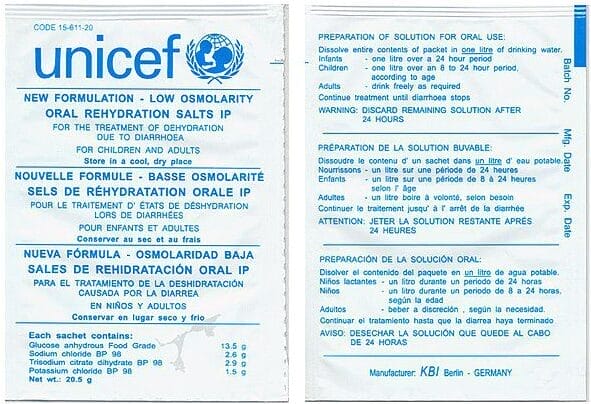 CODE 15-611-20
unicef
NEW FORMULATION - LOW OSMOLARITY
ORAL REHYDRATION SALTS IP
FOR THE TREATMENT OF DEHYDRATION
DUE TO DIARRHOEA
FOR CHILDREN AND ADULTS
Store in a cool, dry place
NOUVELLE FORMULE - BASSE OSMOLARITÉ
SELS DE RÉHYDRATATION ORALE IP
POUR LE TRAITEMENT D' ÉTATS DE DÉSHYDRATION
LORS DE DIARRHÉES
POUR ENFANTS ET ADULTES
Conserver au sec et au frais
NUEVA FÓRMULA - OSMOLARIDAD BAJA
SALES DE REHIDRATACIÓN ORAL IP
PARA EL TRATAMIENTO DE LA DESHIDRATACIÓN
CAUSADA POR LA DIARREA
EN NIÑOS Y ADULTOS
Conservar en lugar seco y frio
Each sachet contains:
Glucose anhydrous Food Grade 13.5 g
Sodium chloride BP 98 2.6 g
Trisodium citrate dihydrate BP 98 2.9 g
Potassium chloride BP 98 1.5 g
Net wt.: 20.5 g
PREPARATION OF SOLUTION FOR ORAL USE:
Dissolve entire contents of packet in one litre of drinking water.
Infants - one litre over a 24 hour period
Children - one litre over an 8 to 24 hour period,
according to age
Adults - drink freely as required
Continue treatment until diarrhoea stops
WARNING: DISCARD REMAINING SOLUTION AFTER
24 HOURS
PRÉPARATION DE LA SOLUTION BUVABLE:
Dissoudre le contenu d' un sachet dans un litre d' eau potable.
Nourrissons - un litre sur une période de 24 heures
Enfants - un litre sur une période de 8 à 24 heures
selon l' âge
Adultes - un litre boire à volonté, selon besoin
Continuer le traitement jusqu' à l' arrêt de la diarrhée
ATTENTION: JETER LA SOLUTION RESTANTE APRÉS
24 HEURES
PREPARACIÓN DE LA SOLUCIÓN ORAL:
Disolver el contenido del paquete en un litro de agua potable.
Niños lactantes - un litro durante un periodo de 24 horas
Niños - un litro durante un periodo de 8 a 24 horas,
según la edad
Adultos - beber a discreción , según la necesidad.
Continuar el tratamiento hasta que la diarrea haya terminado
AVISO: DESECHAR LA SOLUCIÓN QUE QUEDE AL CABO
DE 24 HORAS
Manufacturer: KBI Berlin - GERMANY
Batch No. Mfg. Date Exp. Date